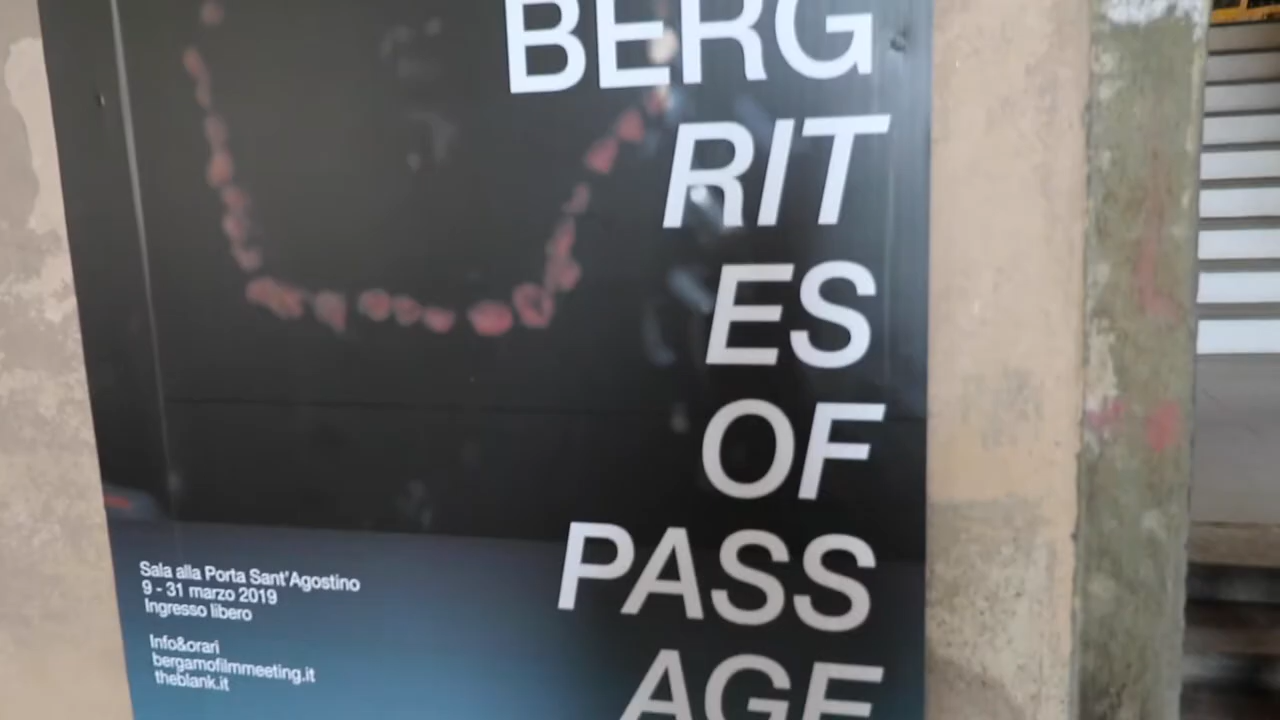 BERG
RIT
ES
OF
PASS
AGE
Sala alla Porta Sant'Agostino
9 - 31 marzo 2019
Ingresso libero
Info&orari
bergamofilmmeeting.it
theblank.it